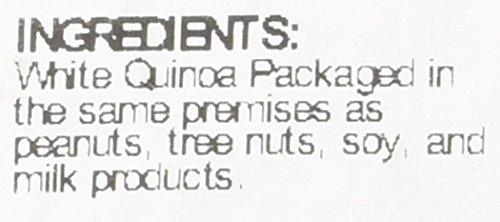 INGREDIENTS:
White Quinoa Packaged in
the same premises as
peanuts, tree nuts, soy, and
milk products.